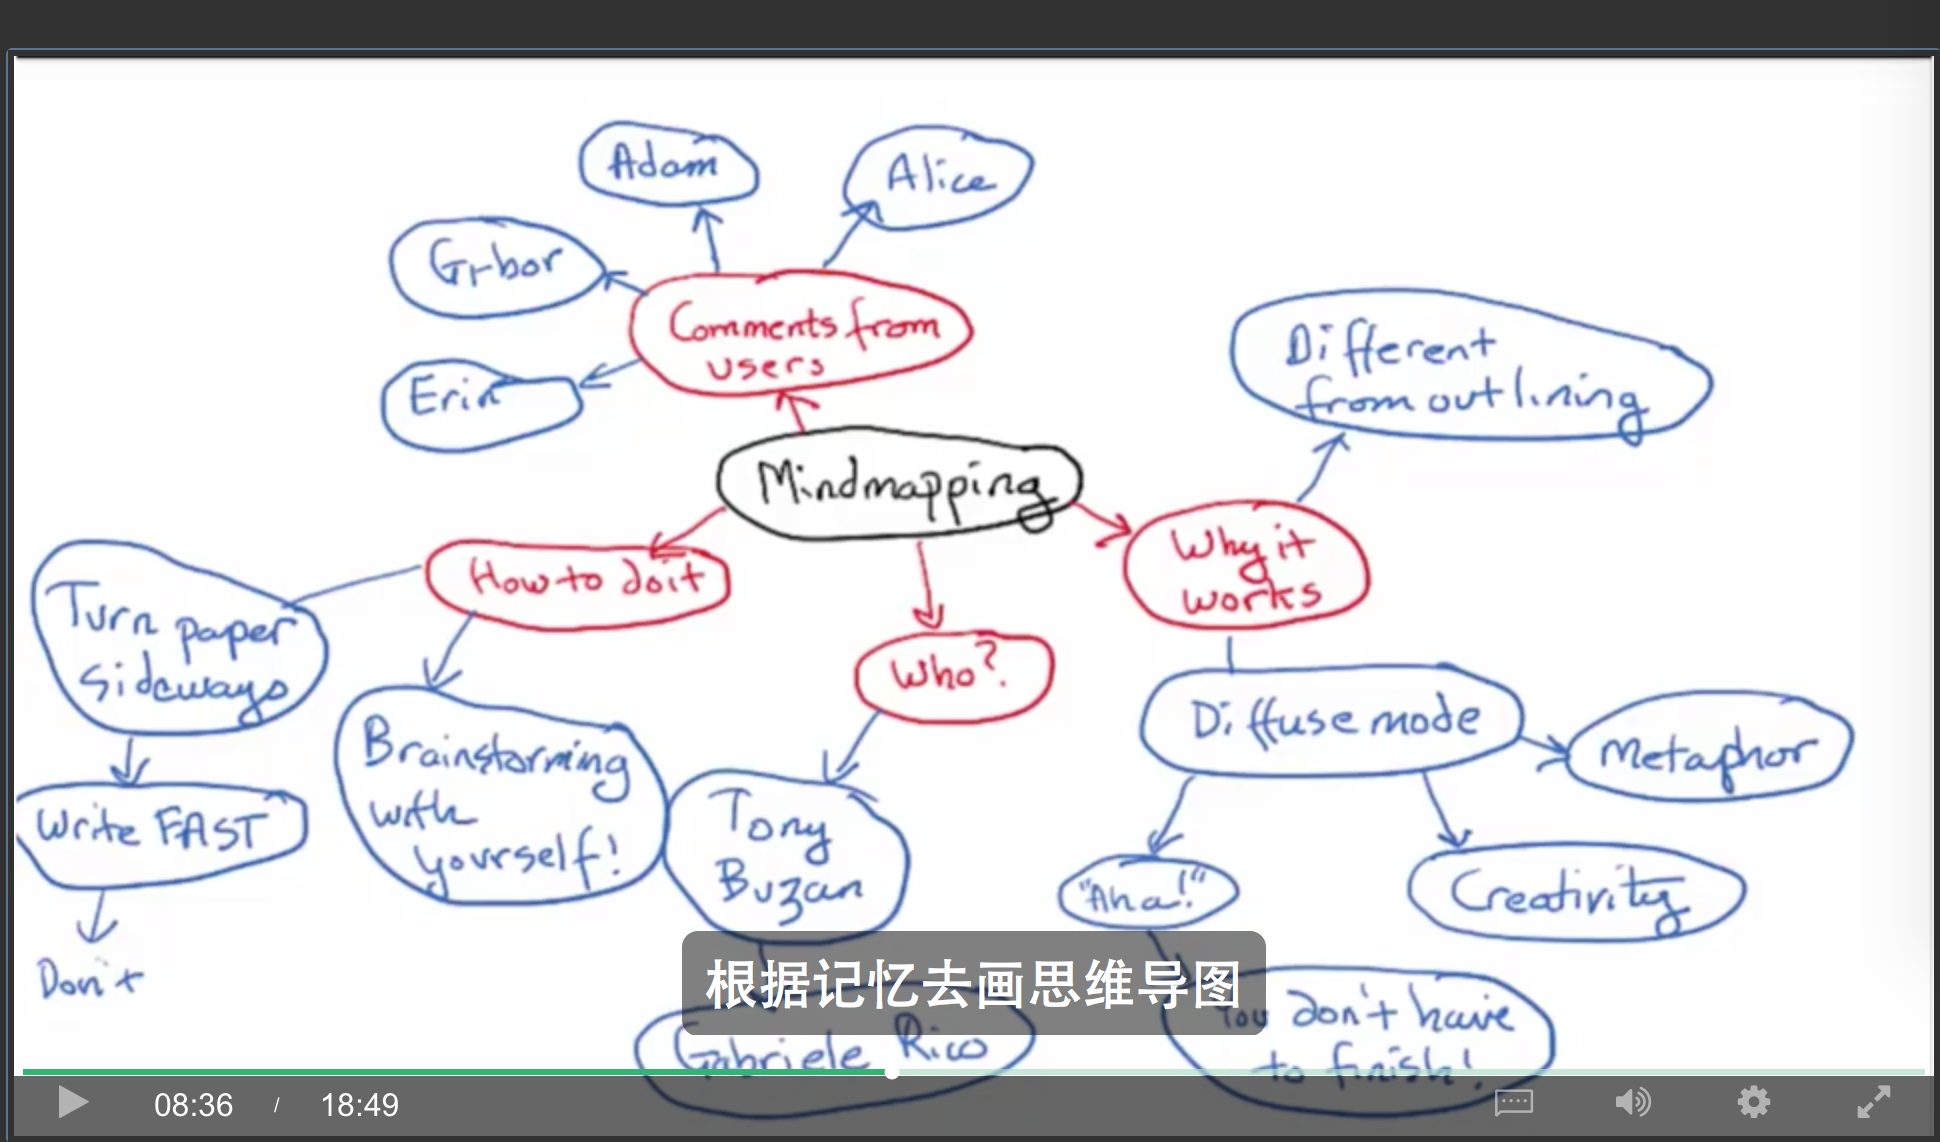 Adam
Alice
Grbor
Comments from
users
Erin
Different
from outlining
Mindmapping
How to do it
Why it
works
Turn paper
sideways
Who?
Diffuse mode
Metaphor
Brainstorming
with
yourself!
Write FAST
Tony
Buzan
"Aha!"
Creativity
Don't
根据记忆去画思维导图
You don't have
to finish!
Gabriele Rico
08:36 / 18:49